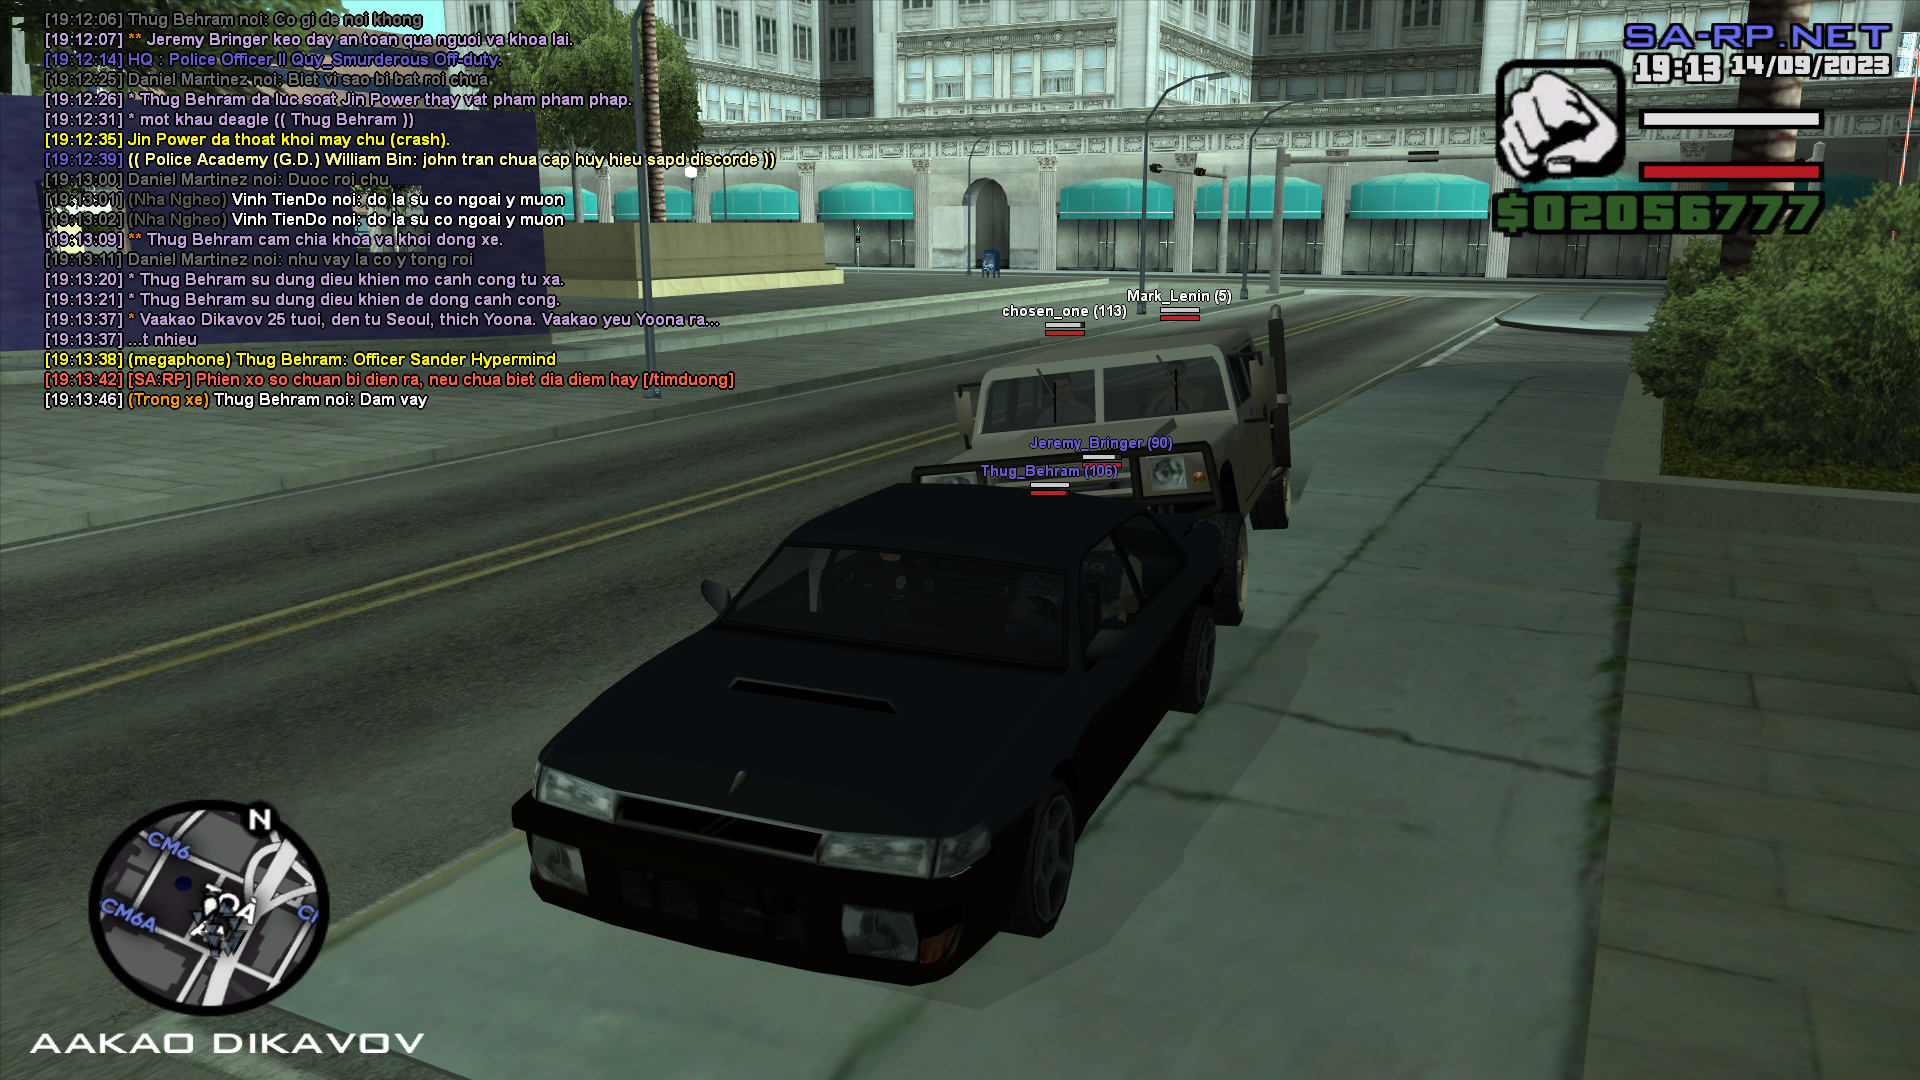 [19:12:06] Thug Behram noi: Co gi de noi khong
[19:12:07] ** Jeremy Bringer keo day an toan qua nguoi va khoa lai.
[19:12:14] HQ : Police Officer II Quy_Smurderous Off-duty.
[19:12:25] Daniel Martinez noi: Biet vi sao bi bat roi chua.
[19:12:26] * Thug Behram da luc soat Jin Power thay vat pham pham phap.
[19:12:31] * mot khau deagle (( Thug Behram ))
[19:12:35] Jin Power da thoat khoi may chu (crash).
[19:12:39] (( Police Academy (G.D.) William Bin: john tran chua cap huy hieu sapd discorde ))
[19:13:00] Daniel Martinez noi: Duoc roi chu
[19:13:01] (Nha Ngheo) Vinh TienDo noi: do la su co ngoai y muon
[19:13:02] (Nha Ngheo) Vinh TienDo noi: do la su co ngoai y muon
[19:13:09] ** Thug Behram cam chia khoa va khoi dong xe.
[19:13:11] Daniel Martinez noi: nhu vay la co y tong roi
[19:13:20] * Thug Behram su dung dieu khien mo canh cong tu xa.
[19:13:21] * Thug Behram su dung dieu khien de dong canh cong.
[19:13:37] * Vaakao Dikavov 25 tuoi, den tu Seoul, thich Yoona. Vaakao yeu Yoona ra...
[19:13:37] ...t nhieu
[19:13:38] (megaphone) Thug Behram: Officer Sander Hypermind
[19:13:42] [SA:RP] Phien xo so chuan bi dien ra, neu chua biet dia diem hay [/timduong]
[19:13:46] (Trong xe) Thug Behram noi: Dam vay
SA-RP.NET
19:13 14/09/2023
$02056777
Mark_Lenin (5)
chosen_one (113)
Jeremy_Bringer (90)
Thug_Behram (106)
N
CM6
CM6A
AAKAO DIKAVOV